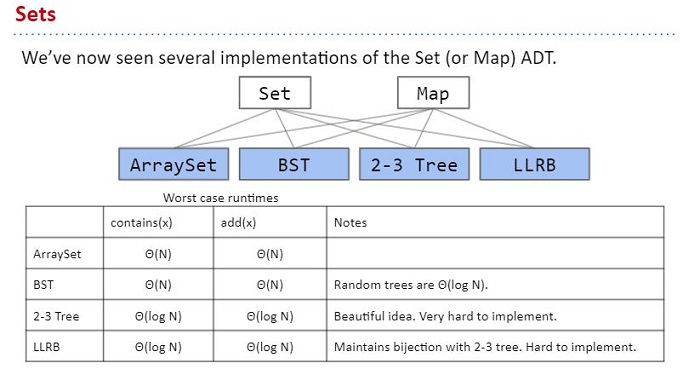 Sets
We've now seen several implementations of the Set (or Map) ADT.
Set Map
ArraySet BST 2-3 Tree LLRB
Worst case runtimes
contains(x) add(x) Notes
ArraySet Θ(N) Θ(N)
BST Θ(N) Θ(N) Random trees are Θ(log N).
2-3 Tree Θ(log N) Θ(log N) Beautiful idea. Very hard to implement.
LLRB Θ(log N) Θ(log N) Maintains bijection with 2-3 tree. Hard to implement.